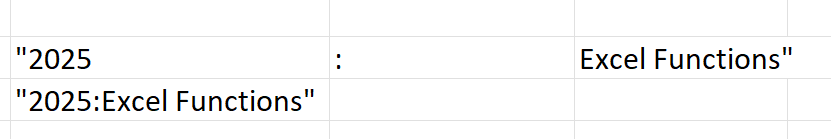 "2025 : Excel Functions"
"2025:Excel Functions"